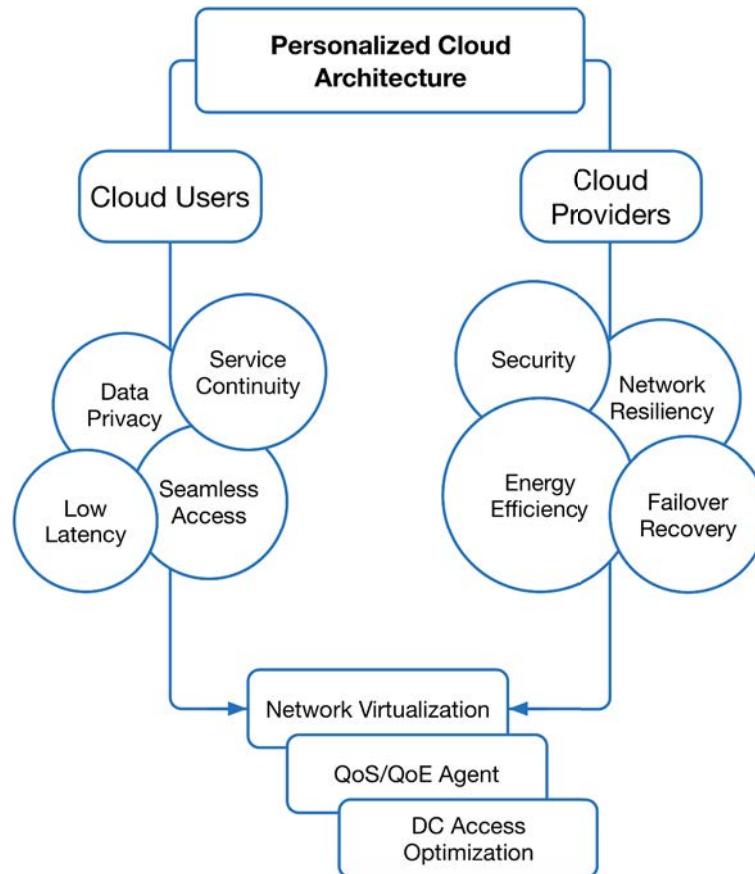 Personalized Cloud
Architecture
Cloud Users
Cloud
Providers
Service
Continuity
Data
Privacy
Seamless
Access
Low
Latency
Security
Network
Resiliency
Energy
Efficiency
Failover
Recovery
Network Virtualization
QoS/QoE Agent
DC Access
Optimization